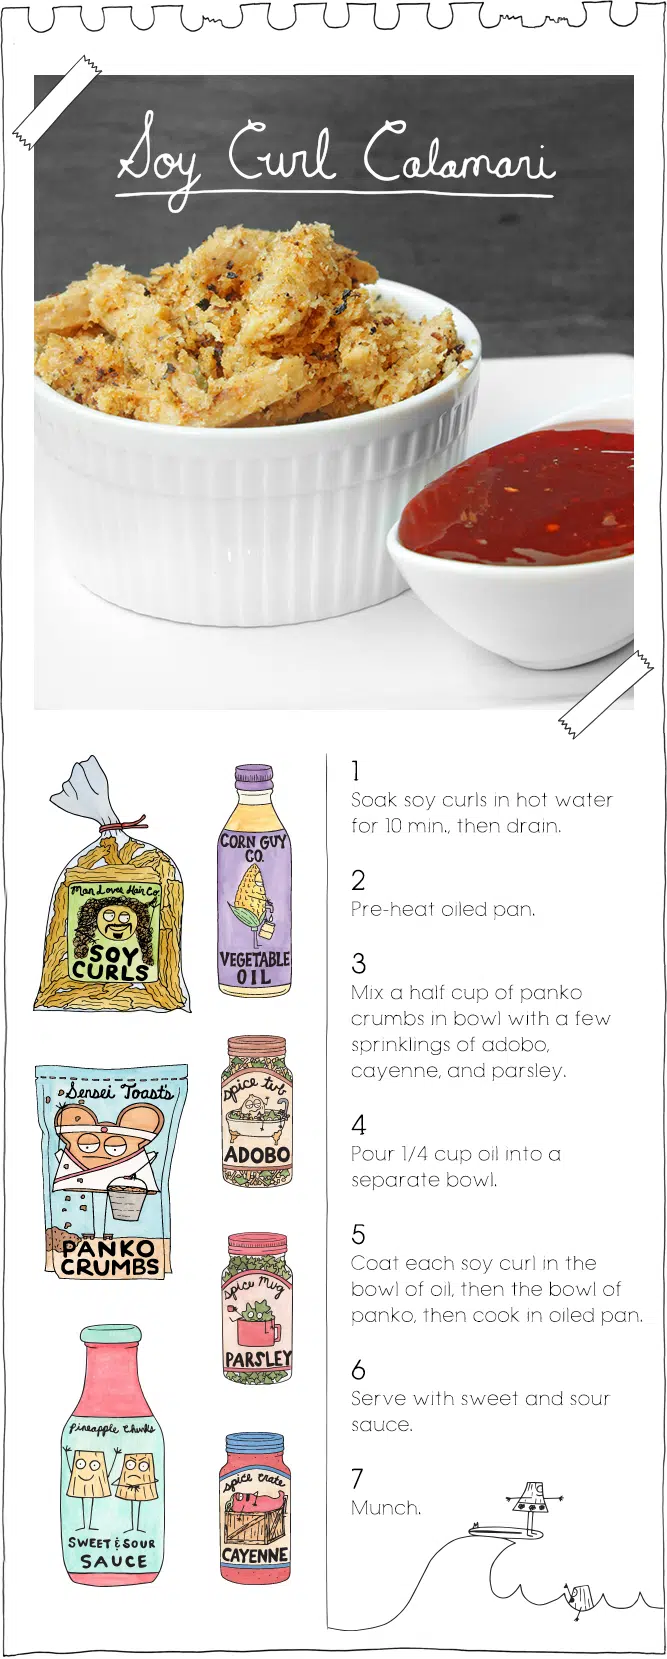 Soy Curl Calamari
Man Loves Hair Co.
SOY
CURLS
CORN GUY
CO.
VEGETABLE
OIL
Sensei Toast's
PANKO
CRUMBS
spice tub
ADOBO
spice mug
PARSLEY
Pineapple Chunks
SWEET & SOUR
SAUCE
spice crate
CAYENNE
1
Soak soy curls in hot water
for 10 min., then drain.
2
Pre-heat oiled pan.
3
Mix a half cup of panko
crumbs in bowl with a few
sprinklings of adobo,
cayenne, and parsley.
4
Pour 1/4 cup oil into a
separate bowl.
5
Coat each soy curl in the
bowl of oil, then the bowl of
panko, then cook in oiled pan.
6
Serve with sweet and sour
sauce.
7
Munch.